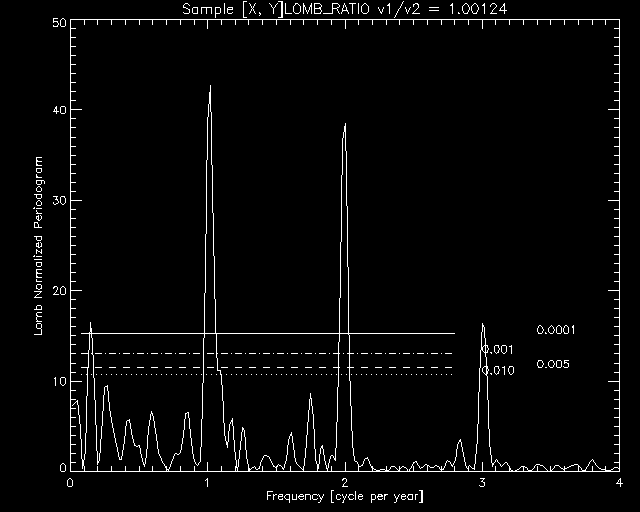 Sample [X, Y]LOMB_RATIO v1/v2 = 1.00124
50
40
30
20
10
0
Lomb Normalized Periodogram
0.0001
0.001
0.005
0.010
0 1 2 3 4
Frequency [cycle per year]